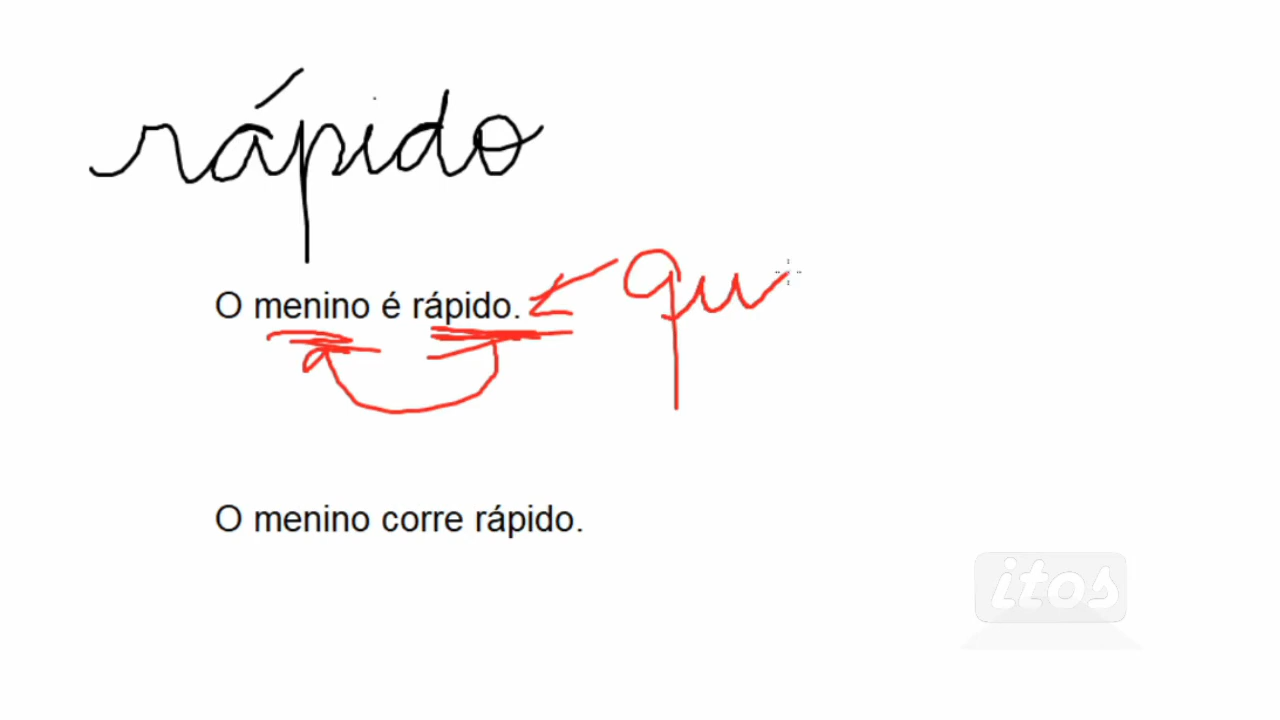 rápido
O menino é rápido.
qu
O menino corre rápido.
itos